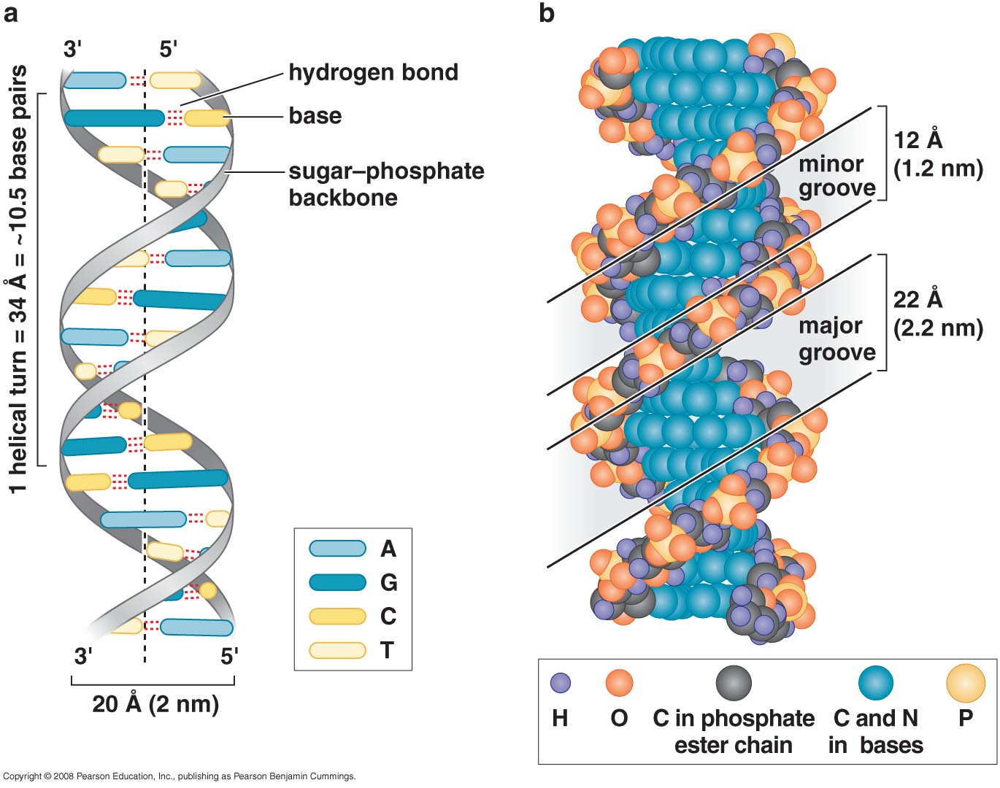 a
3'
5'
1 helical turn = 34 Å = ~10.5 base pairs
hydrogen bond
base
sugar–phosphate
backbone
A
G
C
T
3'
5'
20 Å (2 nm)
b
minor
groove
12 Å
(1.2 nm)
major
groove
22 Å
(2.2 nm)
H
O
C in phosphate
ester chain
C and N
in bases
P
Copyright © 2008 Pearson Education, Inc., publishing as Pearson Benjamin Cummings.